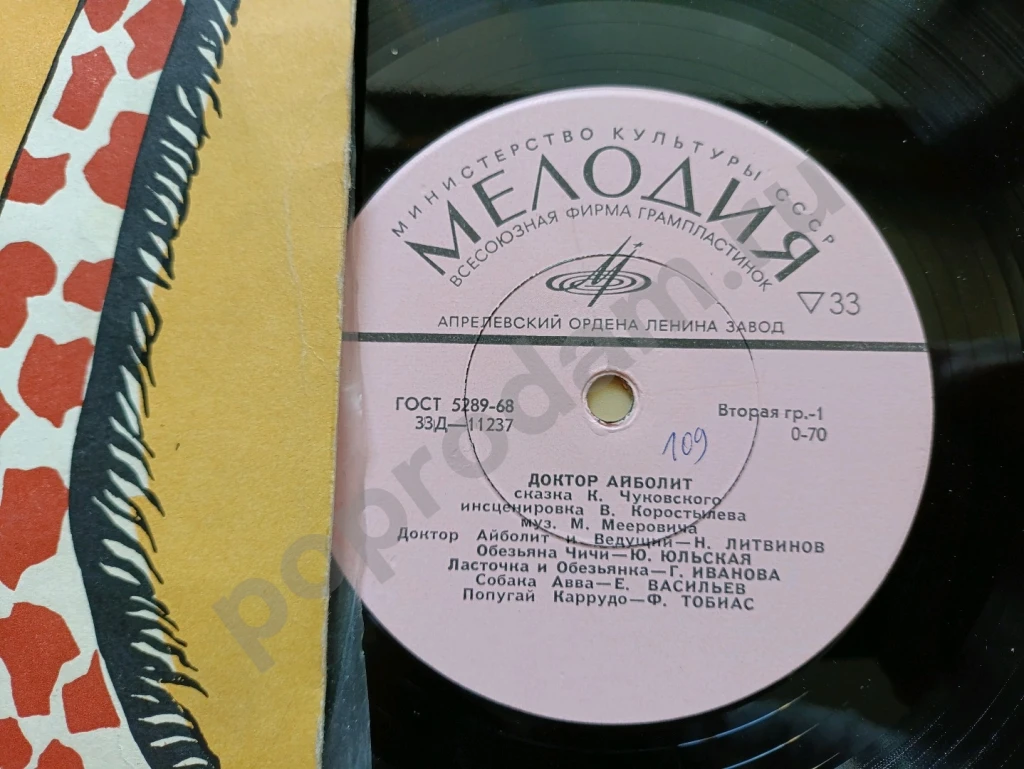 МИНИСТЕРСТВО КУЛЬТУРЫ СССР
МЕЛОДИЯ
ВСЕСОЮЗНАЯ ФИРМА ГРАМПЛАСТИНОК
▽33
АПРЕЛЕВСКИЙ ОРДЕНА ЛЕНИНА ЗАВОД
ГОСТ 5289-68
33Д—11237
Вторая гр.-1
0-70
109
ДОКТОР АЙБОЛИТ
сказка К. Чуковского
инсценировка В. Коростылева
муз. М. Мееровича
Доктор Айболит и Ведущий—Н. ЛИТВИНОВ
Обезьяна Чичи—Ю. ЮЛЬСКАЯ
Ласточка и Обезьянка—Г. ИВАНОВА
Собака Авва—Е. ВАСИЛЬЕВ
Попугай Каррудо—Ф. ТОБИАС
poprodam.ru